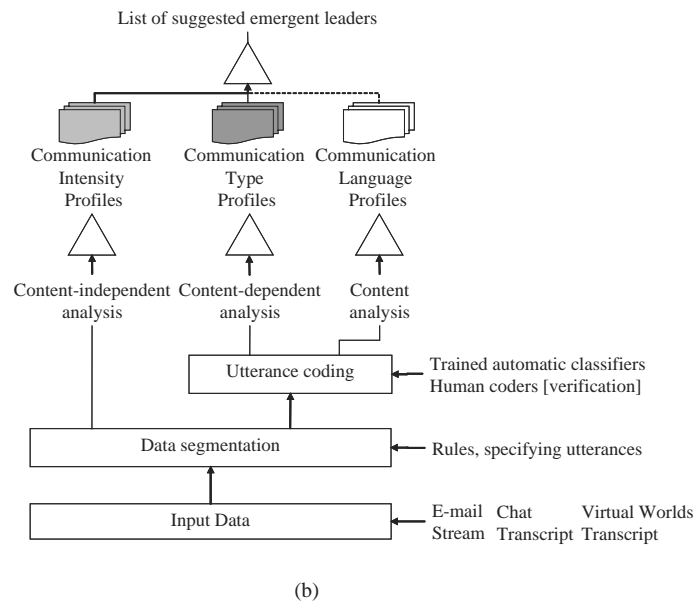 List of suggested emergent leaders
Communication
Intensity
Profiles
Communication
Type
Profiles
Communication
Language
Profiles
Content-independent
analysis
Content-dependent
analysis
Content
analysis
Utterance coding
Trained automatic classifiers
Human coders [verification]
Data segmentation
Rules, specifying utterances
Input Data
E-mail
Stream
Chat
Transcript
Virtual Worlds
Transcript
(b)